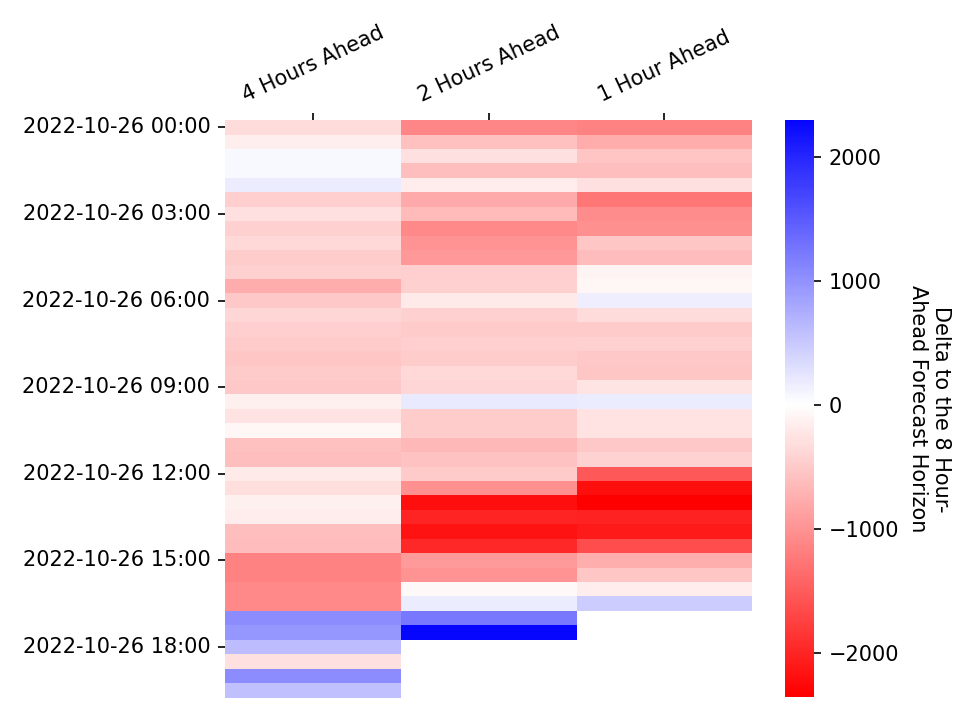 4 Hours Ahead
2 Hours Ahead
1 Hour Ahead
2022-10-26 00:00
2022-10-26 03:00
2022-10-26 06:00
2022-10-26 09:00
2022-10-26 12:00
2022-10-26 15:00
2022-10-26 18:00
2000
1000
0
−1000
−2000
Delta to the 8 Hour-
Ahead Forecast Horizon